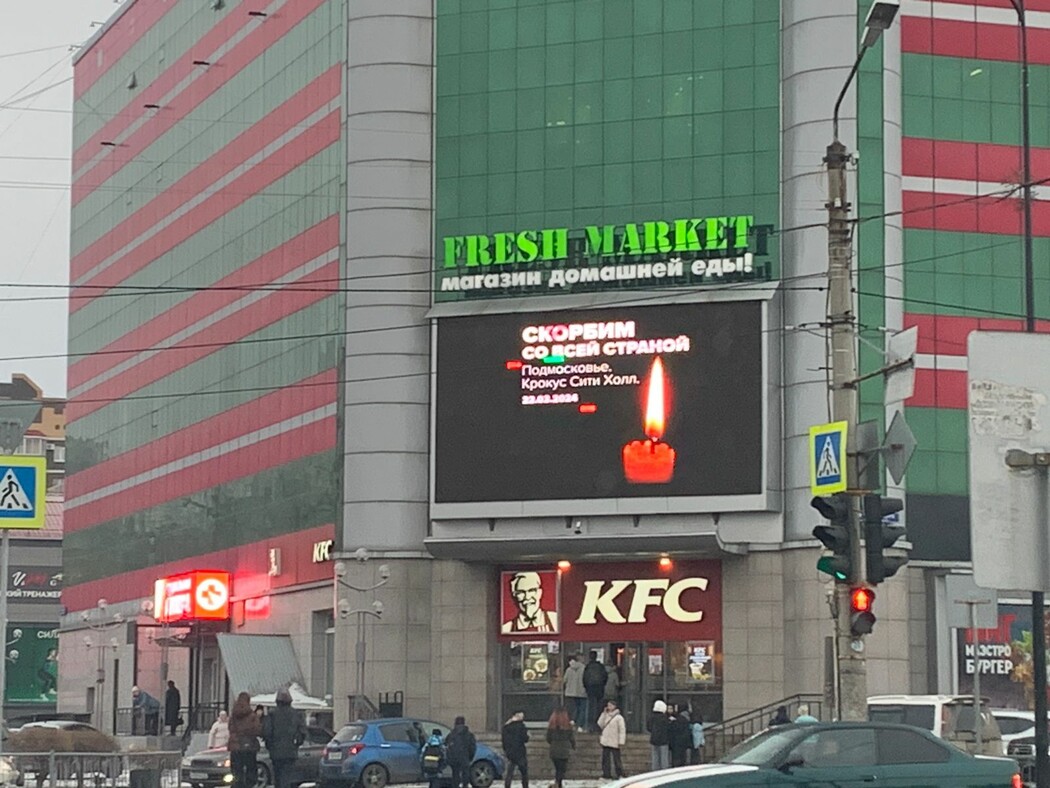 FRESH MARKET
магазин домашней еды!
СКОРБИМ
СО ВСЕЙ СТРАНОЙ
Подмосковье.
Крокус Сити Холл.
22.03.2024
KFC
KFC
МАЭСТРО
БУРГЕР